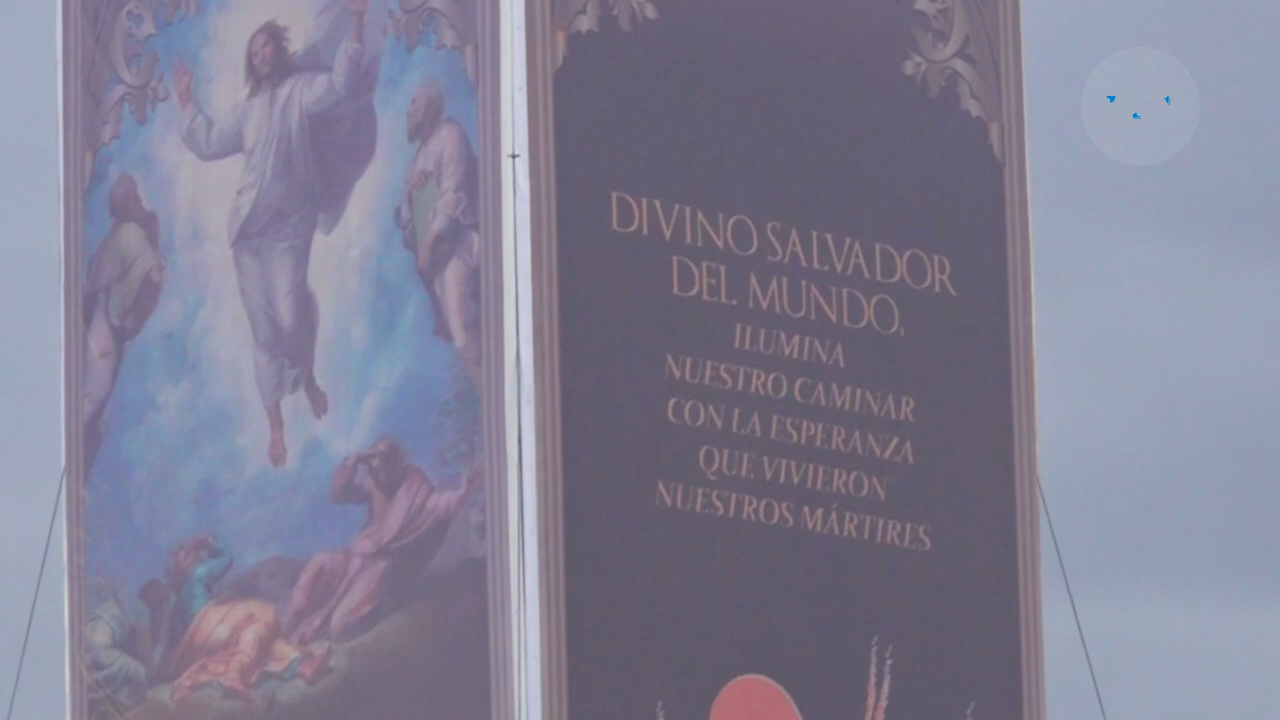 DIVINO SALVADOR
DEL MUNDO,
ILUMINA
NUESTRO CAMINAR
CON LA ESPERANZA
QUE VIVIERON
NUESTROS MÁRTIRES